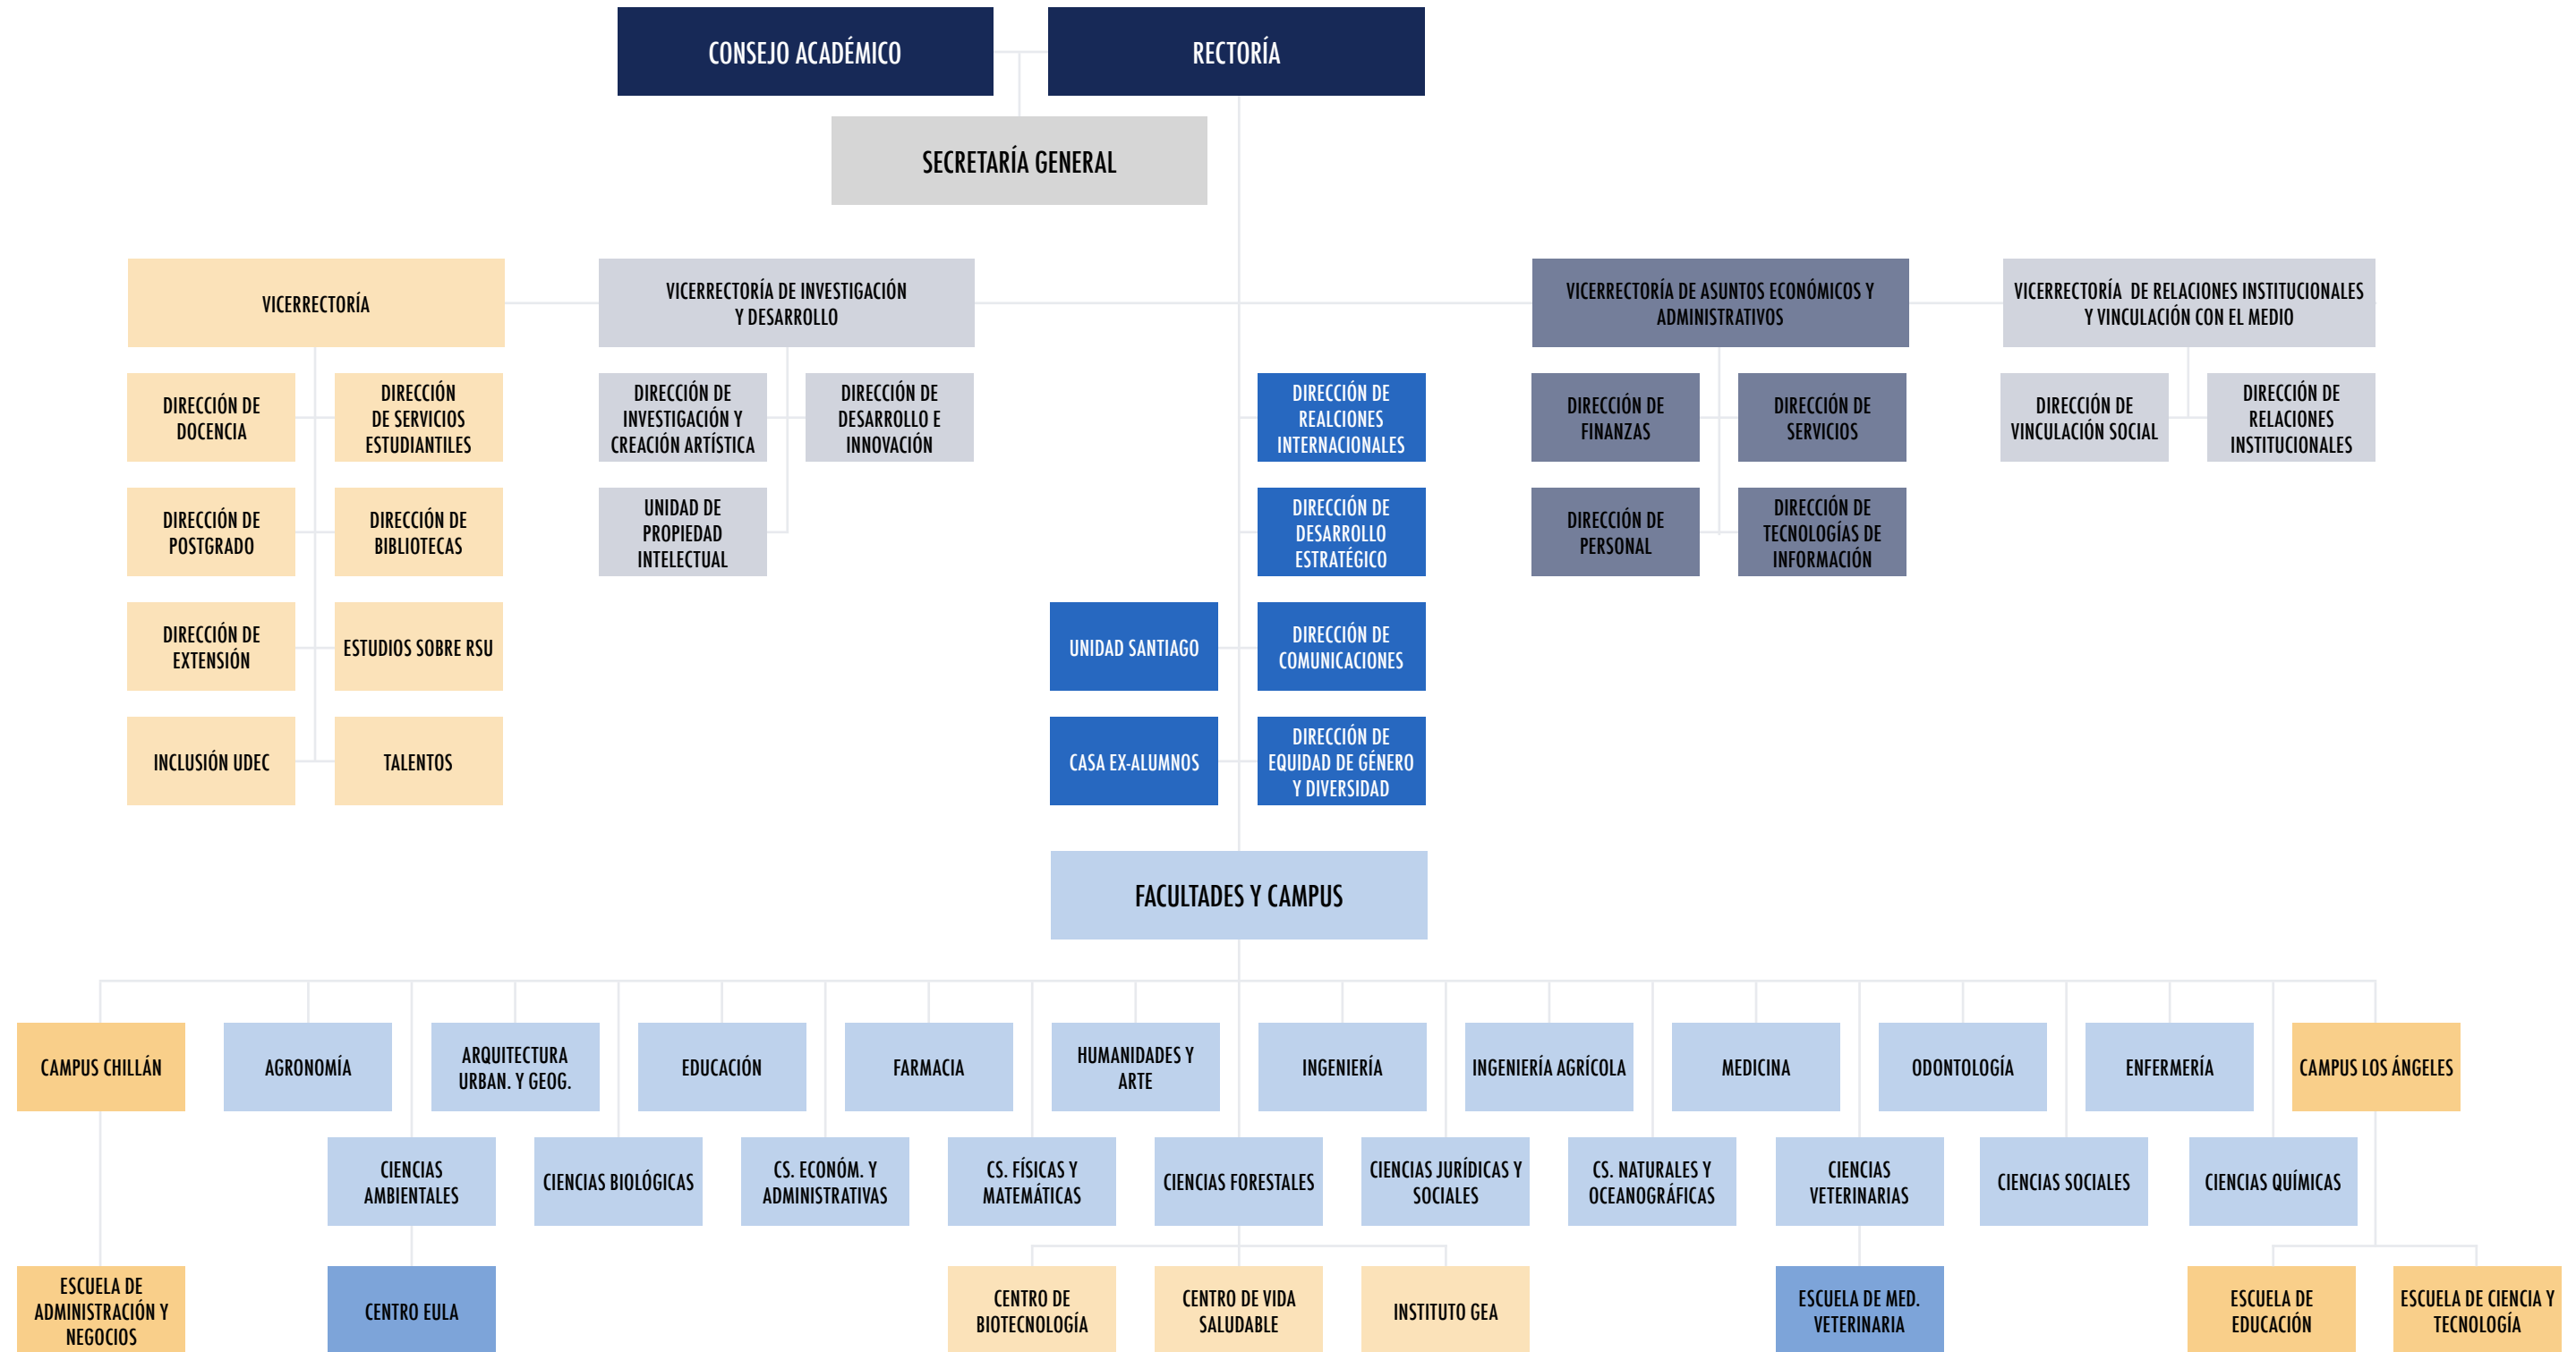 CONSEJO ACADÉMICO
RECTORÍA
SECRETARÍA GENERAL
VICERRECTORÍA
VICERRECTORÍA DE INVESTIGACIÓN
Y DESARROLLO
VICERRECTORÍA DE ASUNTOS ECONÓMICOS Y
ADMINISTRATIVOS
VICERRECTORÍA DE RELACIONES INSTITUCIONALES
Y VINCULACIÓN CON EL MEDIO
DIRECCIÓN DE
DOCENCIA
DIRECCIÓN
DE SERVICIOS
ESTUDIANTILES
DIRECCIÓN DE
INVESTIGACIÓN Y
CREACIÓN ARTÍSTICA
DIRECCIÓN DE
DESARROLLO E
INNOVACIÓN
DIRECCIÓN DE
REALCIONES
INTERNACIONALES
DIRECCIÓN DE
FINANZAS
DIRECCIÓN DE
SERVICIOS
DIRECCIÓN DE
VINCULACIÓN SOCIAL
DIRECCIÓN DE
RELACIONES
INSTITUCIONALES
DIRECCIÓN DE
POSTGRADO
DIRECCIÓN DE
BIBLIOTECAS
UNIDAD DE
PROPIEDAD
INTELECTUAL
DIRECCIÓN DE
DESARROLLO
ESTRATÉGICO
DIRECCIÓN DE
PERSONAL
DIRECCIÓN DE
TECNOLOGÍAS DE
INFORMACIÓN
DIRECCIÓN DE
EXTENSIÓN
ESTUDIOS SOBRE RSU
UNIDAD SANTIAGO
DIRECCIÓN DE
COMUNICACIONES
INCLUSIÓN UDEC
TALENTOS
CASA EX-ALUMNOS
DIRECCIÓN DE
EQUIDAD DE GÉNERO
Y DIVERSIDAD
FACULTADES Y CAMPUS
CAMPUS CHILLÁN
AGRONOMÍA
ARQUITECTURA
URBAN. Y GEOG.
EDUCACIÓN
FARMACIA
HUMANIDADES Y
ARTE
INGENIERÍA
INGENIERÍA AGRÍCOLA
MEDICINA
ODONTOLOGÍA
ENFERMERÍA
CAMPUS LOS ÁNGELES
CIENCIAS
AMBIENTALES
CIENCIAS BIOLÓGICAS
CS. ECONÓM. Y
ADMINISTRATIVAS
CS. FÍSICAS Y
MATEMÁTICAS
CIENCIAS FORESTALES
CIENCIAS JURÍDICAS Y
SOCIALES
CS. NATURALES Y
OCEANOGRÁFICAS
CIENCIAS
VETERINARIAS
CIENCIAS SOCIALES
CIENCIAS QUÍMICAS
ESCUELA DE
ADMINISTRACIÓN Y
NEGOCIOS
CENTRO EULA
CENTRO DE
BIOTECNOLOGÍA
CENTRO DE VIDA
SALUDABLE
INSTITUTO GEA
ESCUELA DE MED.
VETERINARIA
ESCUELA DE
EDUCACIÓN
ESCUELA DE CIENCIA Y
TECNOLOGÍA